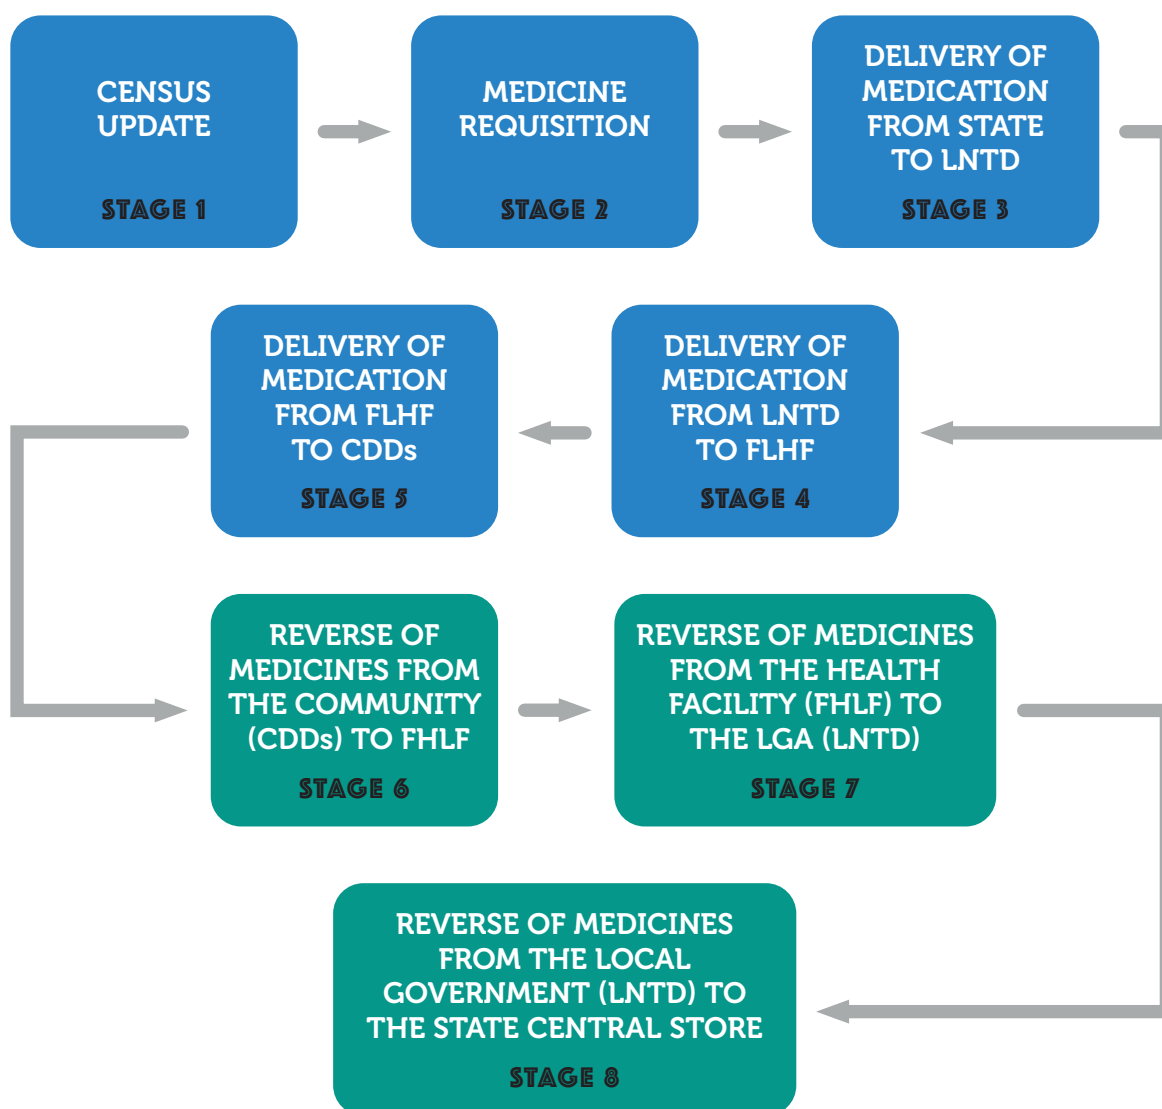 CENSUS
UPDATE
STAGE 1
MEDICINE
REQUISITION
STAGE 2
DELIVERY OF
MEDICATION
FROM STATE
TO LNTD
STAGE 3
DELIVERY OF
MEDICATION
FROM LNTD
TO FLHF
STAGE 4
DELIVERY OF
MEDICATION
FROM FLHF
TO CDDs
STAGE 5
REVERSE OF
MEDICINES FROM
THE COMMUNITY
(CDDs) TO FHLF
STAGE 6
REVERSE OF MEDICINES
FROM THE HEALTH
FACILITY (FHLF) TO
THE LGA (LNTD)
STAGE 7
REVERSE OF MEDICINES
FROM THE LOCAL
GOVERNMENT (LNTD) TO
THE STATE CENTRAL STORE
STAGE 8